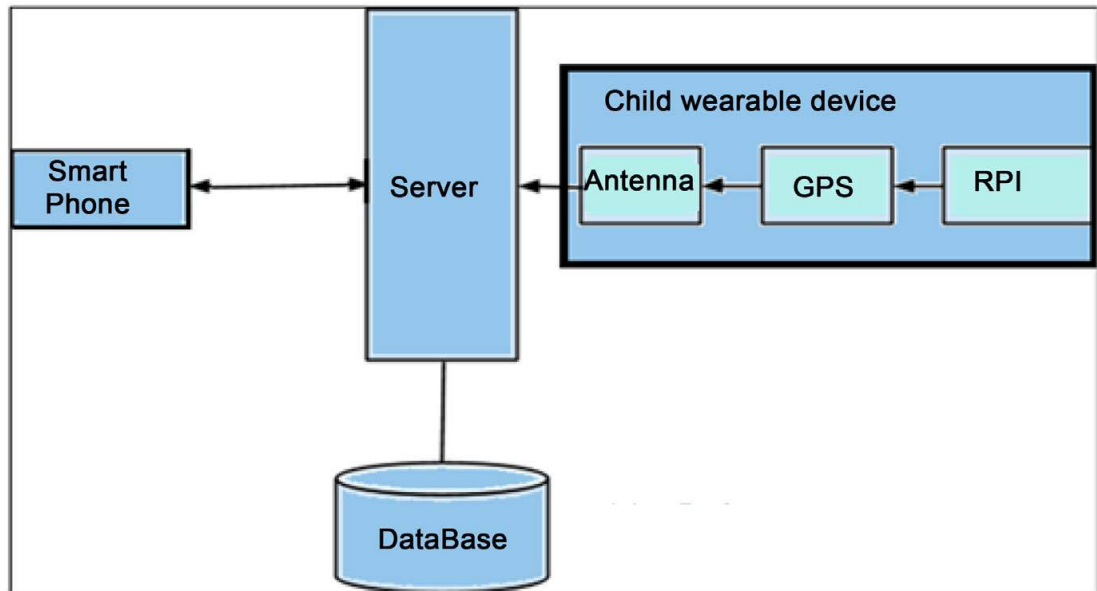 Smart
Phone
Server
Child wearable device
Antenna
GPS
RPI
DataBase